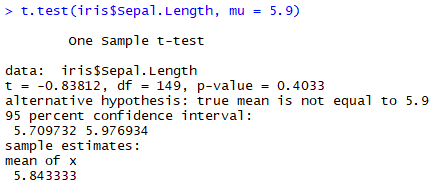 > t.test(iris$Sepal.Length, mu = 5.9)
One Sample t-test
data:  iris$Sepal.Length
t = -0.83812, df = 149, p-value = 0.4033
alternative hypothesis: true mean is not equal to 5.9
95 percent confidence interval:
5.709732 5.976934
sample estimates:
mean of x
5.843333